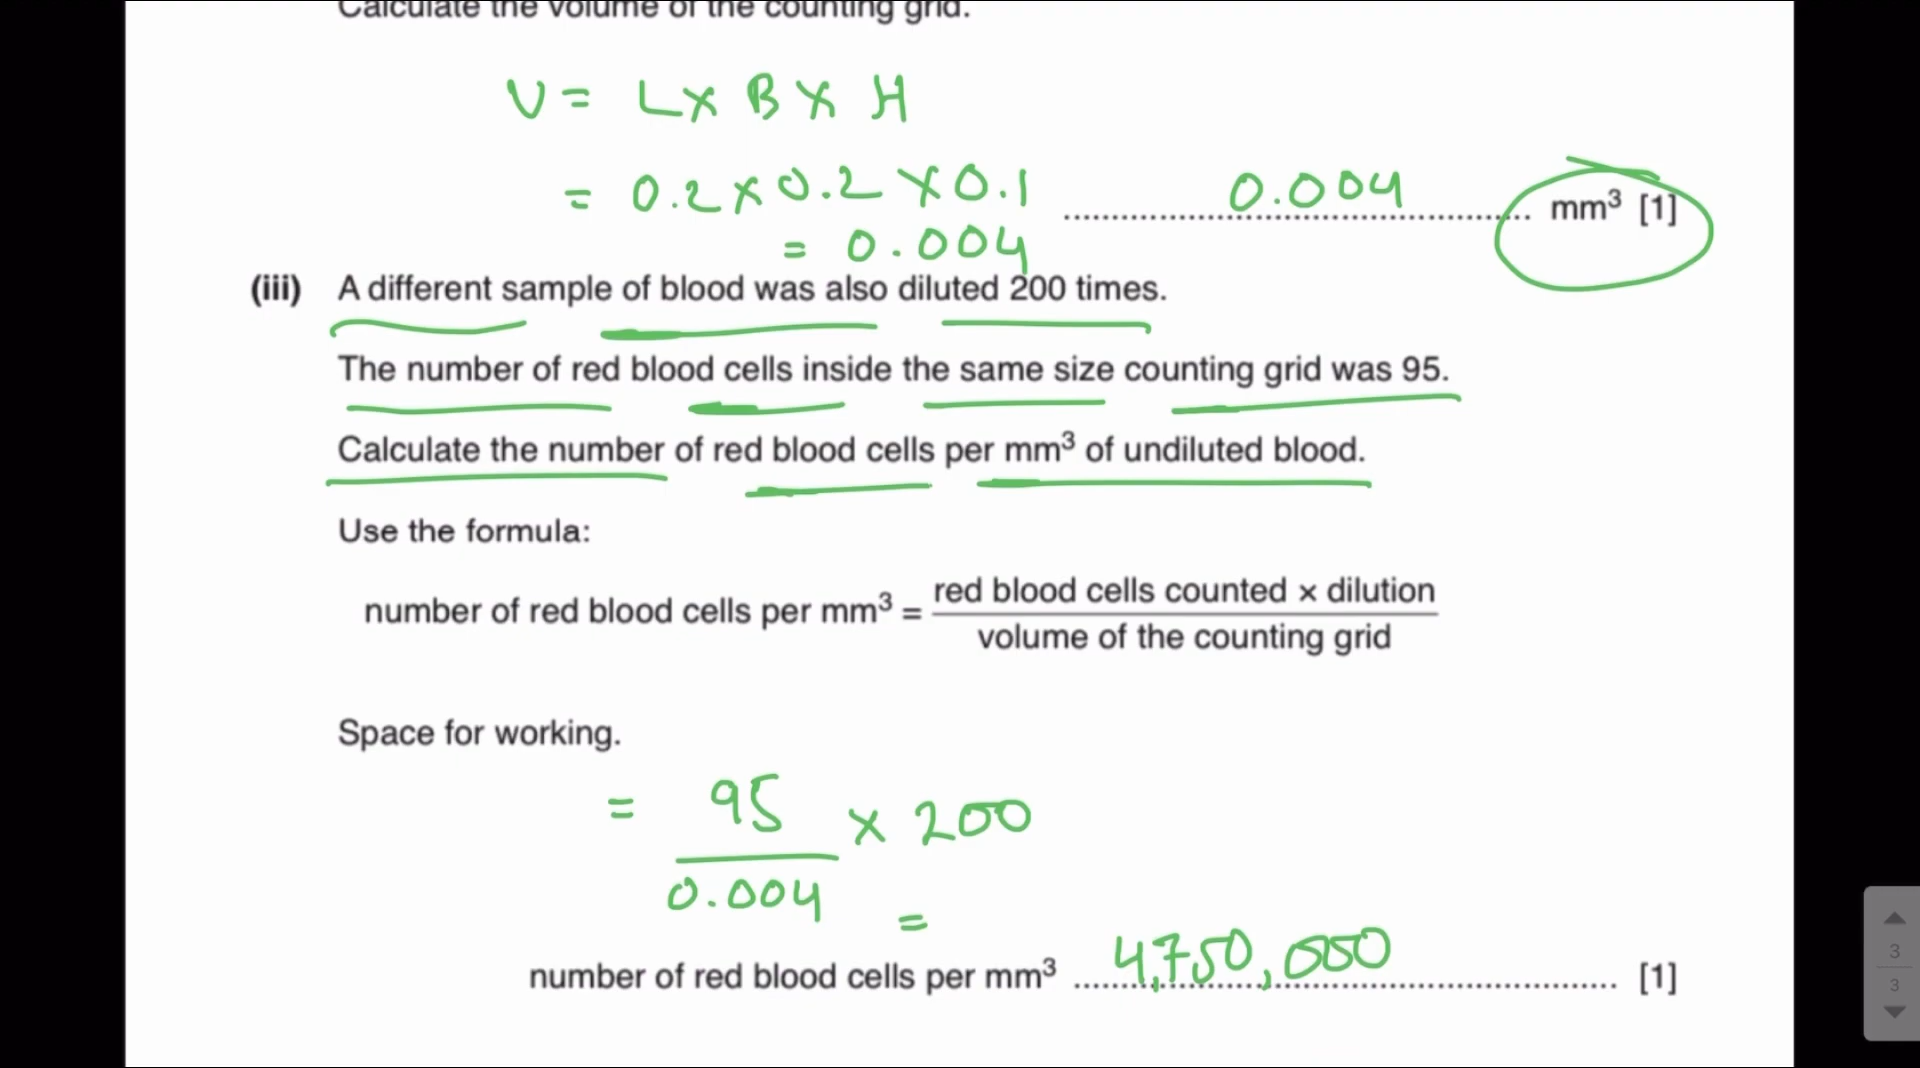 Calculate the volume of the counting grid.
V = L x B x H
= 0.2 x 0.2 x 0.1
0.004 mm³ [1]
= 0.004
(iii) A different sample of blood was also diluted 200 times.
The number of red blood cells inside the same size counting grid was 95.
Calculate the number of red blood cells per mm³ of undiluted blood.
Use the formula:
red blood cells counted × dilution
number of red blood cells per mm³ =
volume of the counting grid
Space for working.
= 95 x 200
0.004
=
number of red blood cells per mm³ 4,750,000 [1]
3
3